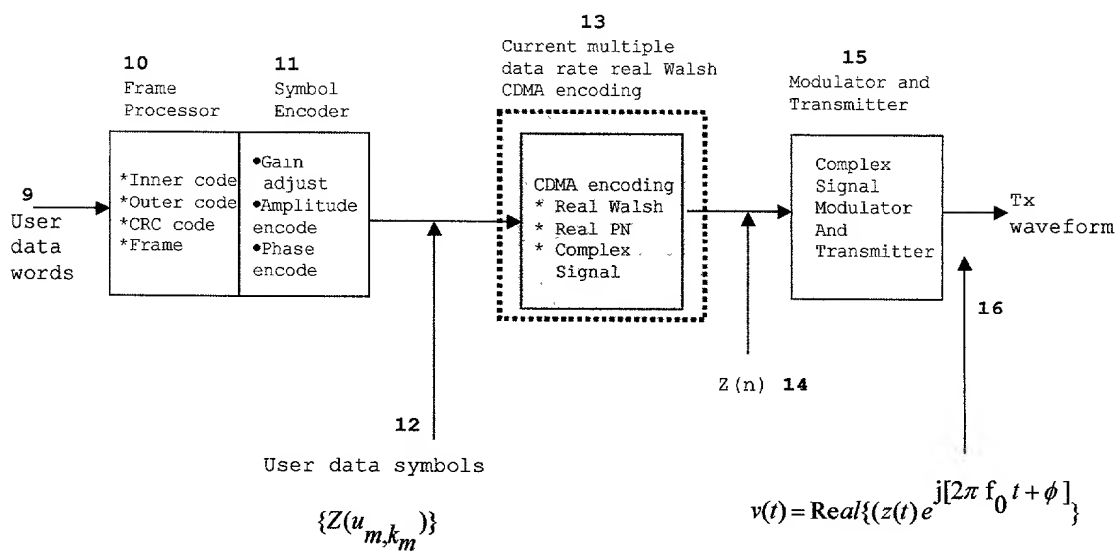 13
Current multiple
data rate real Walsh
CDMA encoding
10
Frame
Processor
11
Symbol
Encoder
15
Modulator and
Transmitter
9
User
data
words
*Inner code
*Outer code
*CRC code
*Frame
•Gain
adjust
•Amplitude
encode
•Phase
encode
CDMA encoding
* Real Walsh
* Real PN
* Complex
Signal
Complex
Signal
Modulator
And
Transmitter
Tx
waveform
16
Z(n) 14
12
User data symbols
{Z(u_{m,k_m})}
v(t) = Real{(z(t) e^{j[2π f_0 t + ϕ]}}